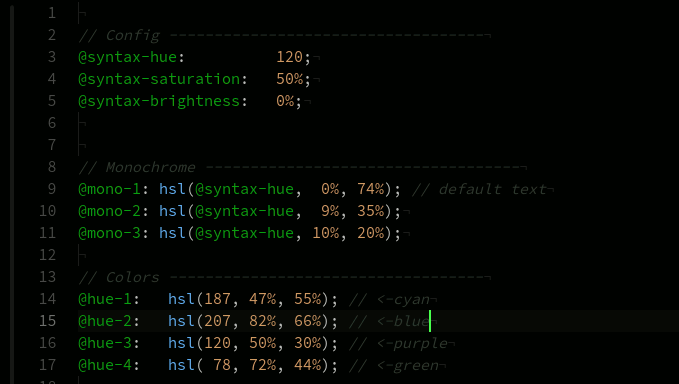 1 ¬
2 // Config ----------------------------------¬
3 @syntax-hue:          120;¬
4 @syntax-saturation:   50%;¬
5 @syntax-brightness:   0%;¬
6 ¬
7 ¬
8 // Monochrome -----------------------------------¬
9 @mono-1: hsl(@syntax-hue,  0%, 74%); // default text¬
10 @mono-2: hsl(@syntax-hue,  9%, 35%);¬
11 @mono-3: hsl(@syntax-hue, 10%, 20%);¬
12 ¬
13 // Colors -----------------------------------¬
14 @hue-1:   hsl(187, 47%, 55%); // <-cyan¬
15 @hue-2:   hsl(207, 82%, 66%); // <-blue¬
16 @hue-3:   hsl(120, 50%, 30%); // <-purple¬
17 @hue-4:   hsl( 78, 72%, 44%); // <-green¬